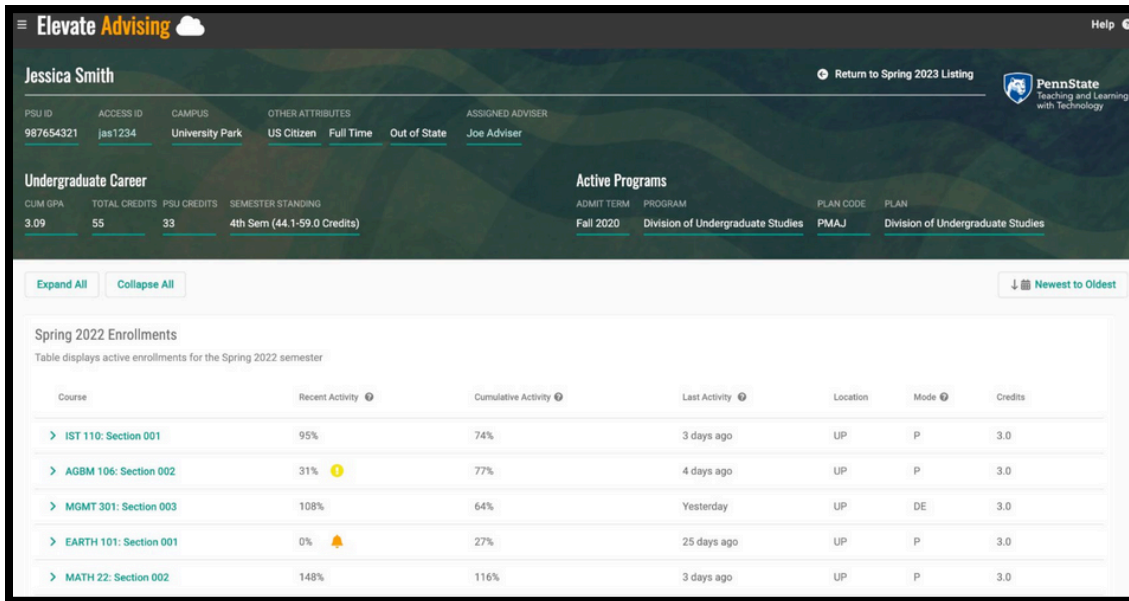 Elevate Advising
Help
Jessica Smith
Return to Spring 2023 Listing
PennState
Teaching and Learning
with Technology
PSU ID ACCESS ID CAMPUS OTHER ATTRIBUTES ASSIGNED ADVISER
987654321 jas1234 University Park US Citizen Full Time Out of State Joe Adviser
Undergraduate Career
CUM GPA TOTAL CREDITS PSU CREDITS SEMESTER STANDING
3.09 55 33 4th Sem (44.1-59.0 Credits)
Active Programs
ADMIT TERM PROGRAM PLAN CODE PLAN
Fall 2020 Division of Undergraduate Studies PMAJ Division of Undergraduate Studies
Expand All Collapse All Newest to Oldest
Spring 2022 Enrollments
Table displays active enrollments for the Spring 2022 semester
Course Recent Activity Cumulative Activity Last Activity Location Mode Credits
IST 110: Section 001 95% 74% 3 days ago UP P 3.0
AGBM 106: Section 002 31% 77% 4 days ago UP P 3.0
MGMT 301: Section 003 108% 64% Yesterday UP DE 3.0
EARTH 101: Section 001 0% 27% 25 days ago UP P 3.0
MATH 22: Section 002 148% 116% 3 days ago UP P 3.0